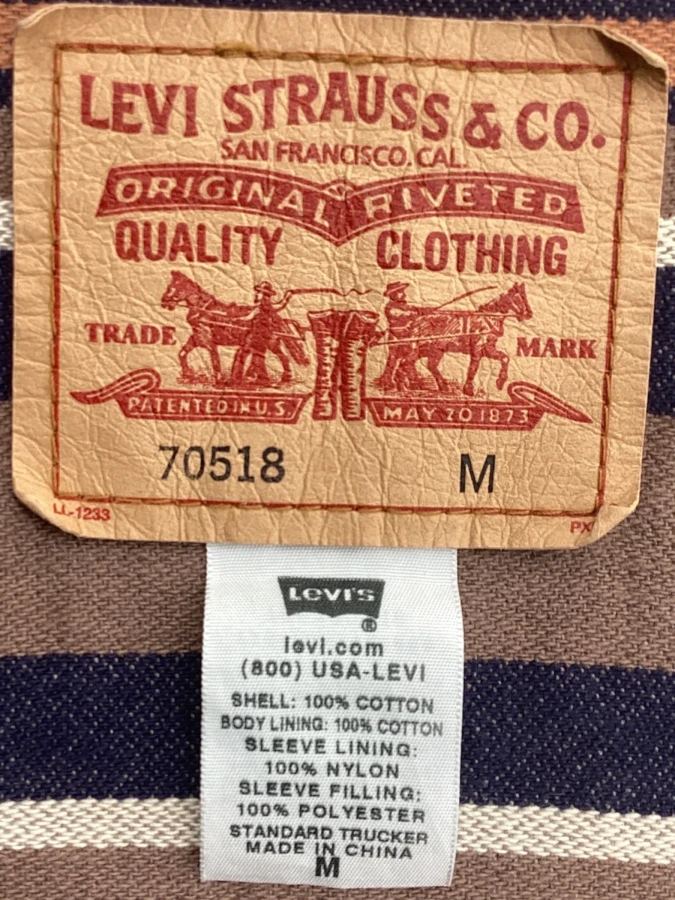 LEVI STRAUSS & CO.
SAN FRANCISCO. CAL.
ORIGINAL RIVETED
QUALITY CLOTHING
TRADE MARK
PATENTED IN U.S. MAY 20 1873
70518 M
LL-1233 PX
LEVI'S
®
levi.com
(800) USA-LEVI
SHELL: 100% COTTON
BODY LINING: 100% COTTON
SLEEVE LINING:
100% NYLON
SLEEVE FILLING:
100% POLYESTER
STANDARD TRUCKER
MADE IN CHINA
M